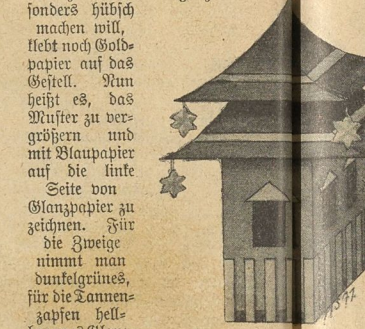 sonders hübsch
machen will,
klebt noch Gold-
papier auf das
Gestell. Nun
heißt es, das
Muster zu ver-
größern und
mit Blaupapier
auf die linke
Seite von
Glanzpapier zu
zeichnen. Für
die Zweige
nimmt man
dunkelgrünes,
für die Tannen-
zapfen hell-